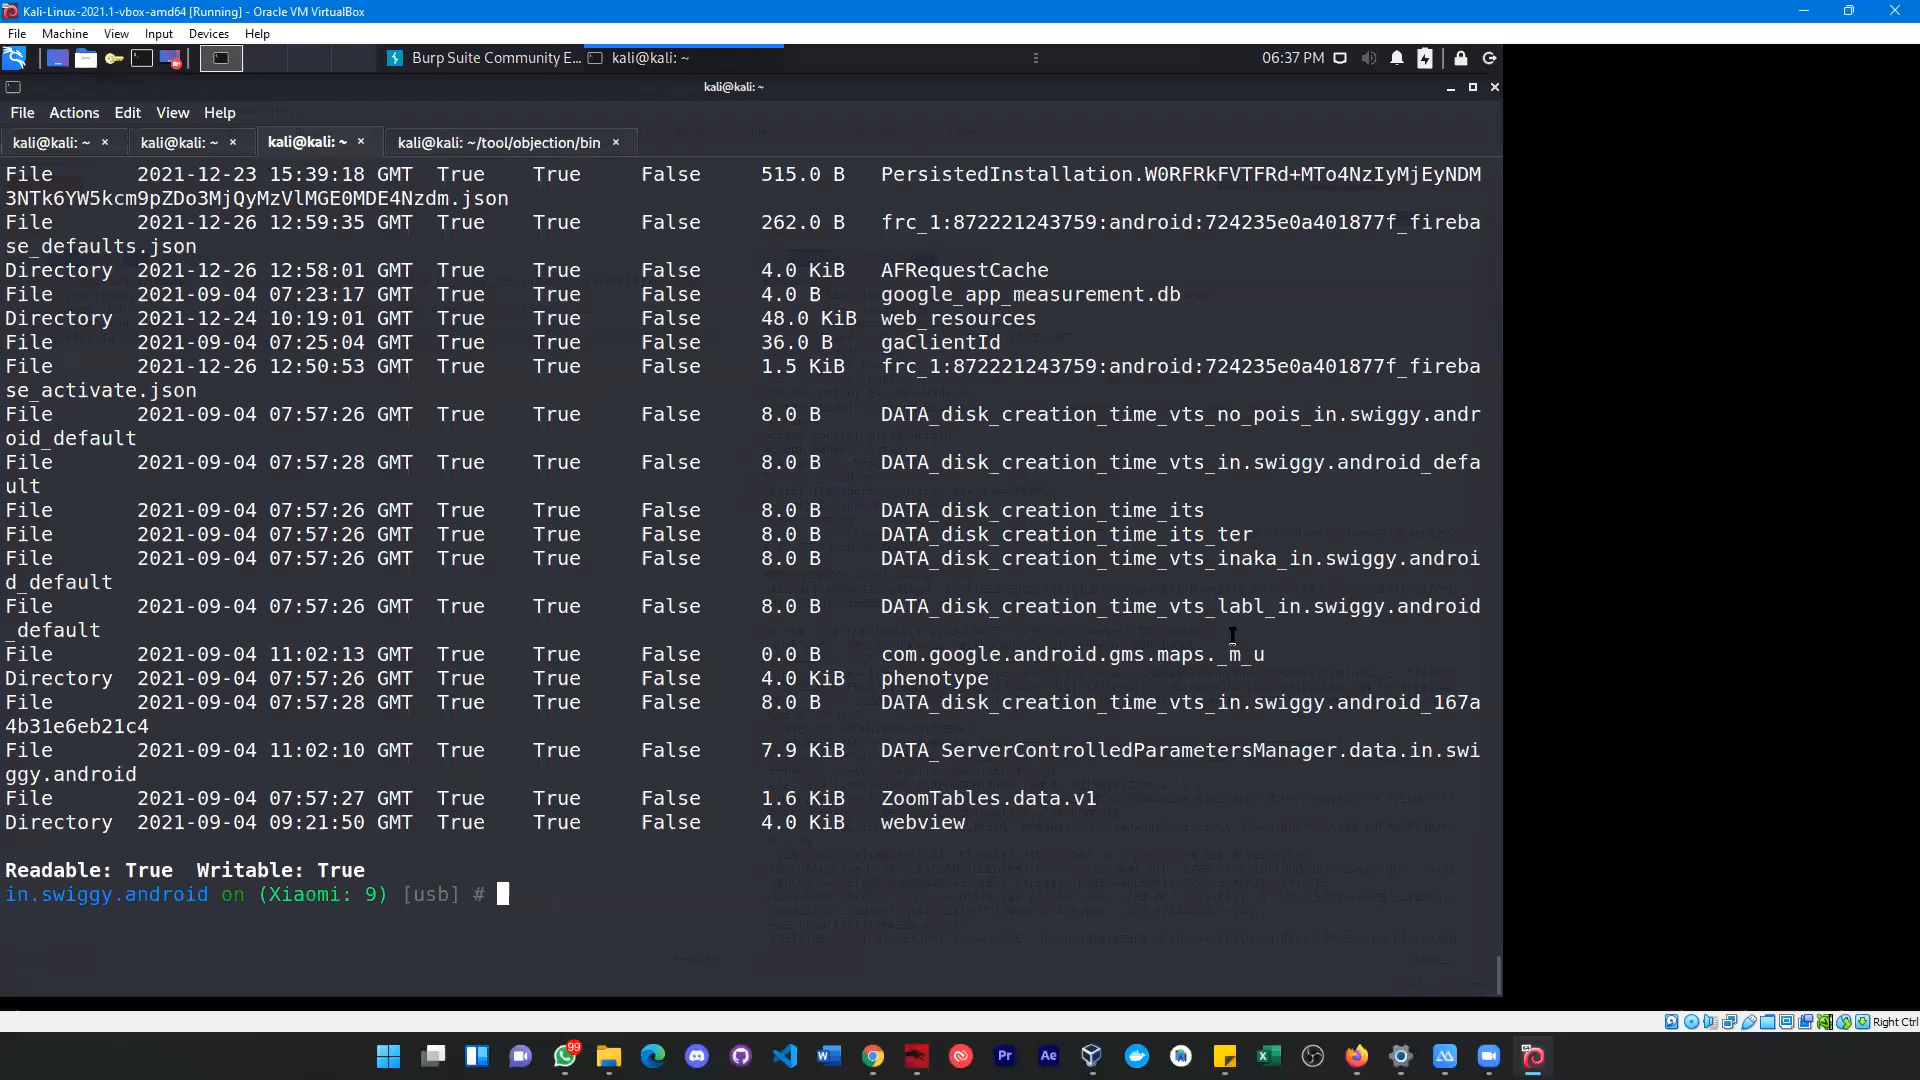 Kali-Linux-2021.1-vbox-amd64 [Running] - Oracle VM VirtualBox
File Machine View Input Devices Help
Burp Suite Community E... kali@kali: ~ 06:37 PM
kali@kali: ~
File Actions Edit View Help
kali@kali: ~ × kali@kali: ~ × kali@kali: ~ × kali@kali: ~/tool/objection/bin ×
File 2021-12-23 15:39:18 GMT True True False 515.0 B PersistedInstallation.W0RFRkFVTFRd+MTo4NzIyMjEyNDM
3NTk6YW5kcm9pZDo3MjQyMzVlMGE0MDE4Nzdm.json
File 2021-12-26 12:59:35 GMT True True False 262.0 B frc_1:872221243759:android:724235e0a401877f_fireba
se_defaults.json
Directory 2021-12-26 12:58:01 GMT True True False 4.0 KiB AFRequestCache
File 2021-09-04 07:23:17 GMT True True False 4.0 B google_app_measurement.db
Directory 2021-12-24 10:19:01 GMT True True False 48.0 KiB web_resources
File 2021-09-04 07:25:04 GMT True True False 36.0 B gaClientId
File 2021-12-26 12:50:53 GMT True True False 1.5 KiB frc_1:872221243759:android:724235e0a401877f_fireba
se_activate.json
File 2021-09-04 07:57:26 GMT True True False 8.0 B DATA_disk_creation_time_vts_no_pois_in.swiggy.andr
oid_default
File 2021-09-04 07:57:28 GMT True True False 8.0 B DATA_disk_creation_time_vts_in.swiggy.android_defa
ult
File 2021-09-04 07:57:26 GMT True True False 8.0 B DATA_disk_creation_time_its
File 2021-09-04 07:57:26 GMT True True False 8.0 B DATA_disk_creation_time_its_ter
File 2021-09-04 07:57:26 GMT True True False 8.0 B DATA_disk_creation_time_vts_inaka_in.swiggy.androi
d_default
File 2021-09-04 07:57:26 GMT True True False 8.0 B DATA_disk_creation_time_vts_labl_in.swiggy.android
_default
File 2021-09-04 11:02:13 GMT True True False 0.0 B com.google.android.gms.maps._m_u
Directory 2021-09-04 07:57:26 GMT True True False 4.0 KiB phenotype
File 2021-09-04 07:57:28 GMT True True False 8.0 B DATA_disk_creation_time_vts_in.swiggy.android_167a
4b31e6eb21c4
File 2021-09-04 11:02:10 GMT True True False 7.9 KiB DATA_ServerControlledParametersManager.data.in.swi
ggy.android
File 2021-09-04 07:57:27 GMT True True False 1.6 KiB ZoomTables.data.v1
Directory 2021-09-04 09:21:50 GMT True True False 4.0 KiB webview
Readable: True Writable: True
in.swiggy.android on (Xiaomi: 9) [usb] #
Right Ctrl
99 Pr Ae